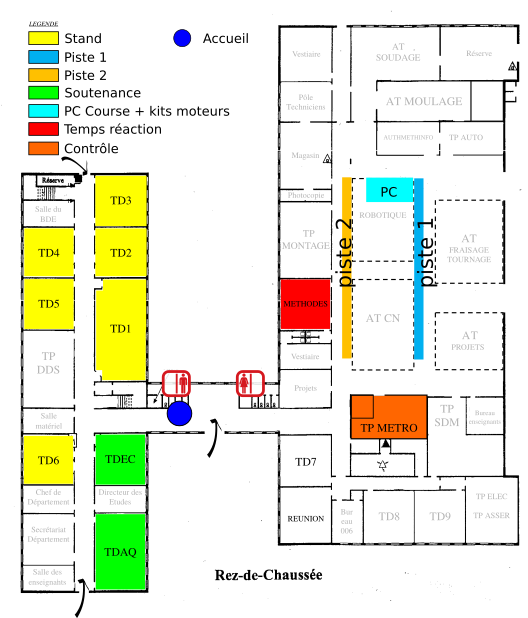 LEGENDE
Stand
Accueil
Piste 1
Piste 2
Soutenance
PC Course + kits moteurs
Temps réaction
Contrôle
Réserve
Salle du
BDE
TD3
TD4
TD2
TD5
TD1
TP
DDS
Salle
matériel
TD6
TDEC
Chef de
Département
Directeur des
Etudes
Secrétariat
Département
TDAQ
Salle des
enseignants
Vestiaire
AT
SOUDAGE
Réserve
Pôle
Techniciens
AT MOULAGE
AUTRMETHINFO
TP AUTO
Magasin
Photocopie
PC
ROBOTIQUE
TP
MONTAGE
piste 2
piste 1
AT
FRAISAGE
TOURNAGE
METHODES
AT CN
AT
PROJETS
Vestiaire
Projets
TP METRO
TP
SDM
Bureau
enseignants
TD7
REUNION
Bur
eau
006
TD8
TD9
TP ELEC
TP ASSER
Rez-de-Chaussée